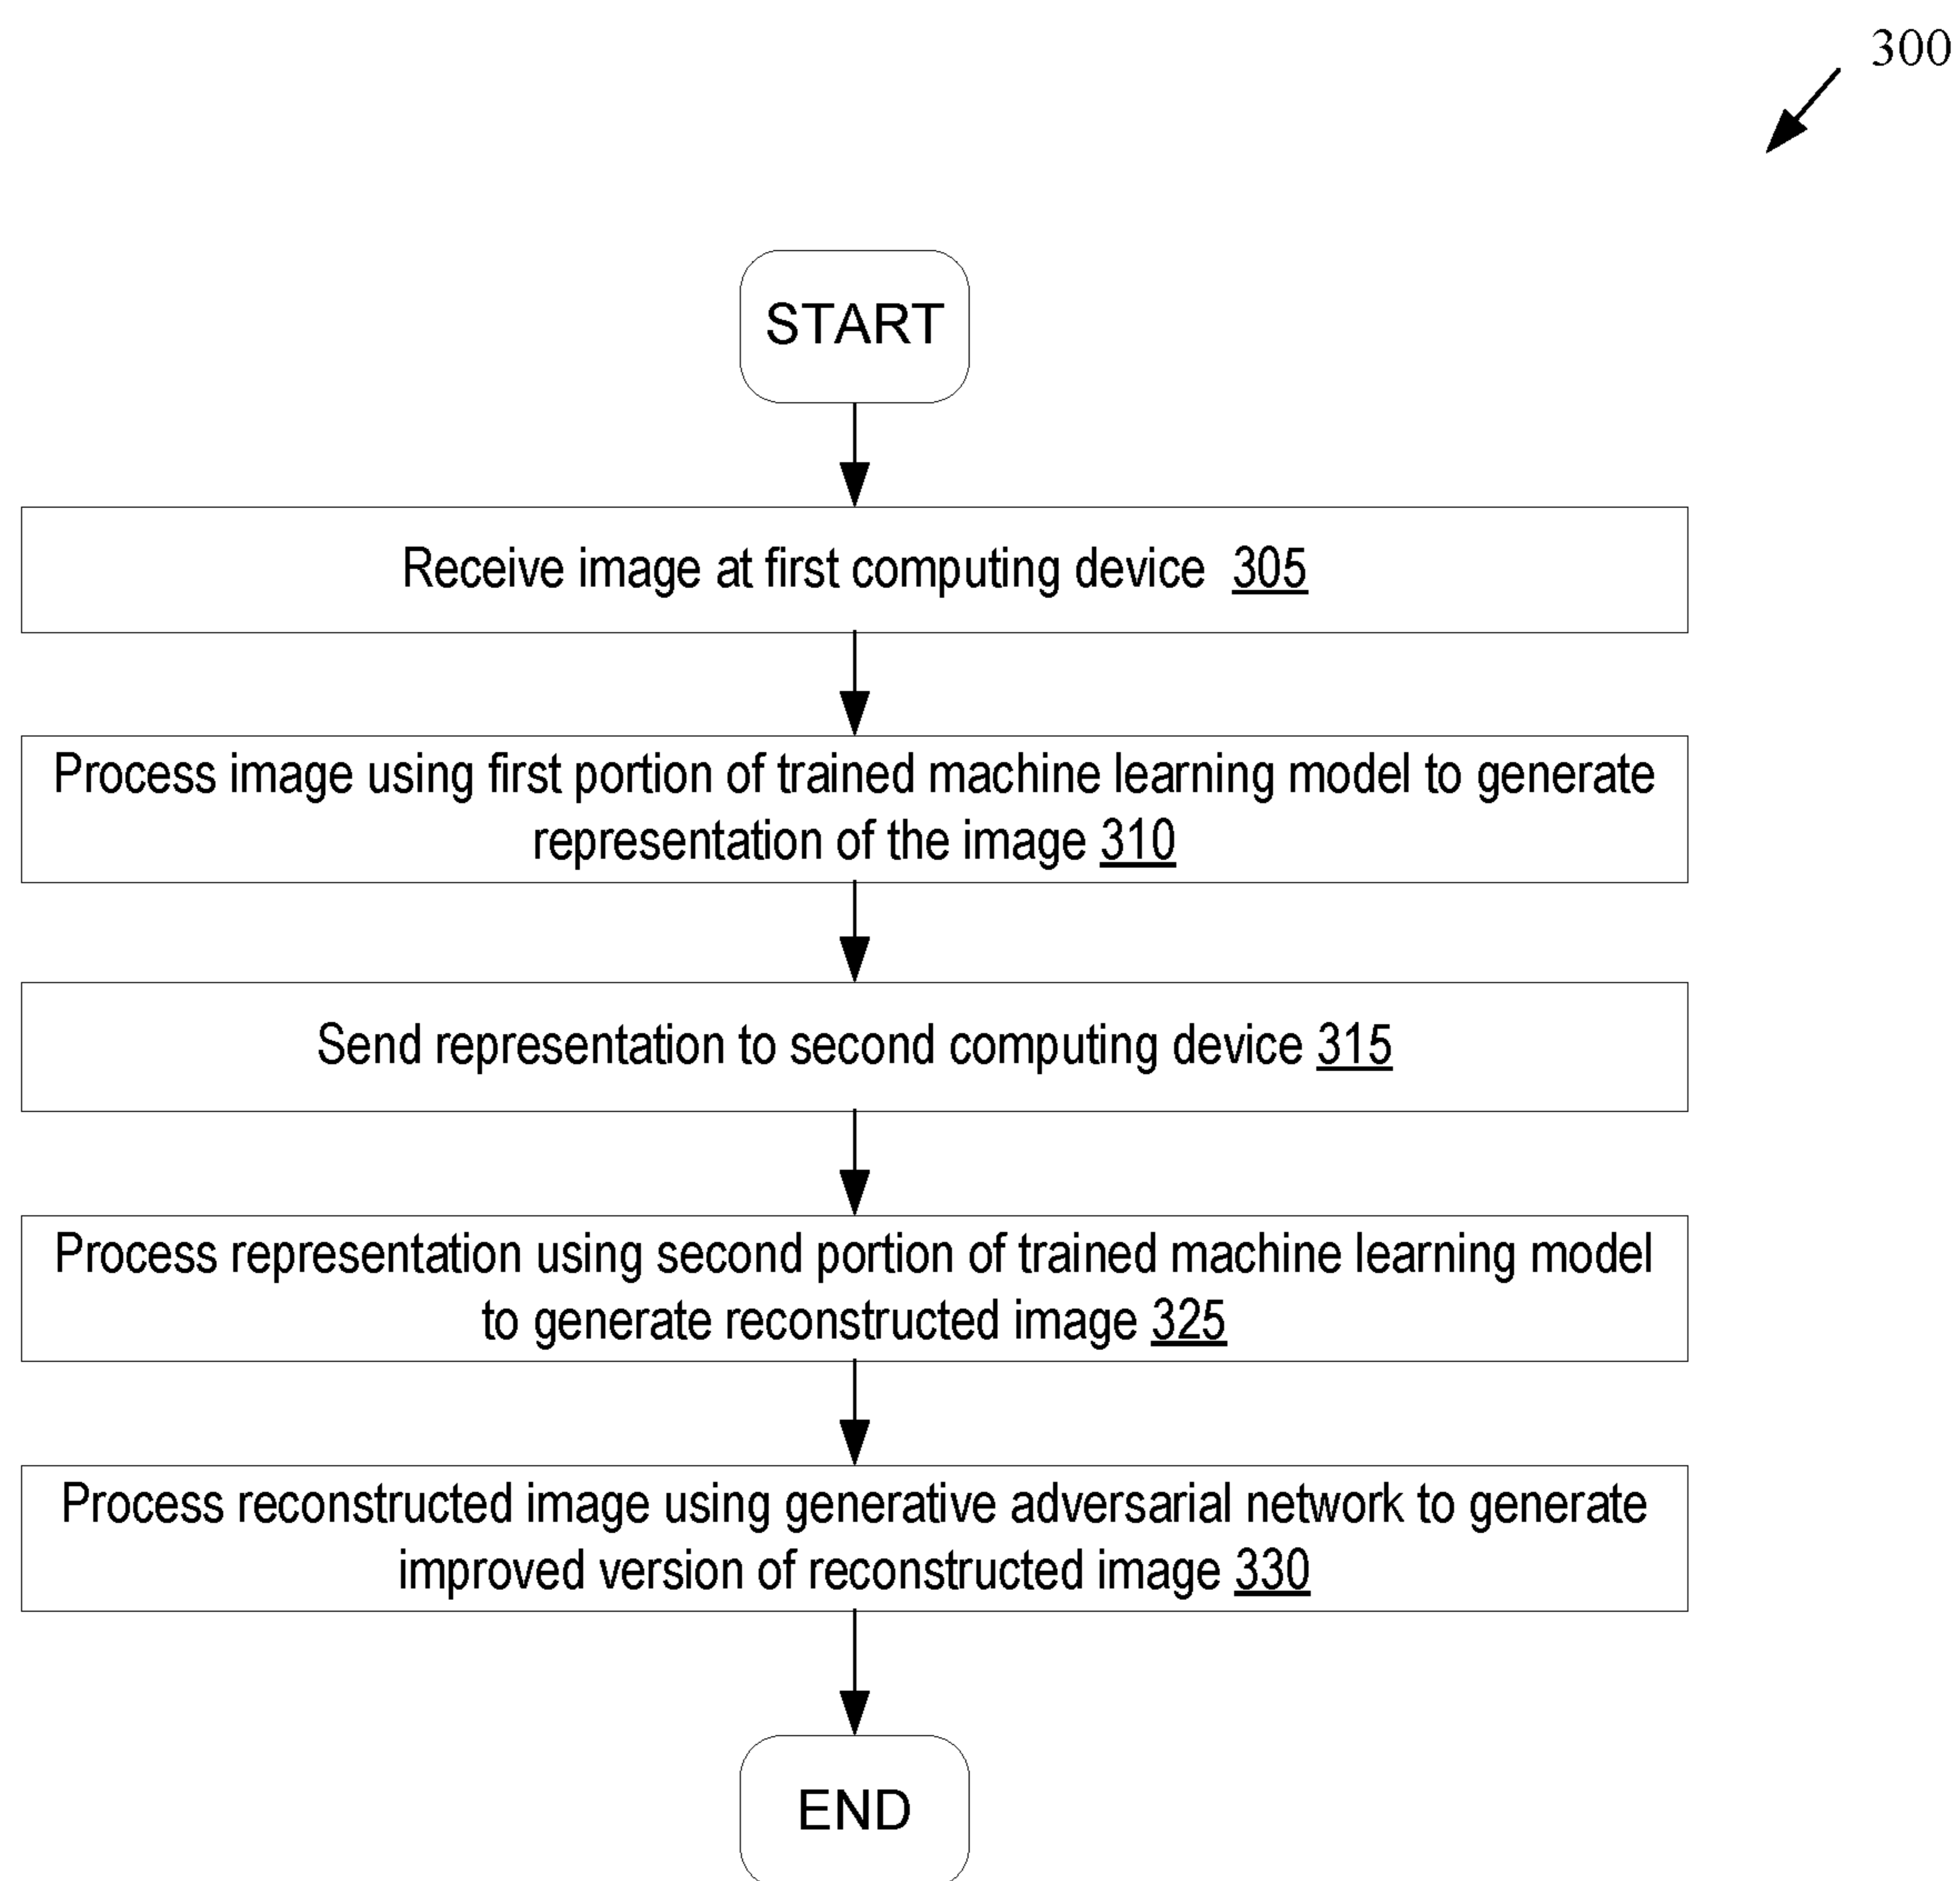 300
START
Receive image at first computing device 305
Process image using first portion of trained machine learning model to generate
representation of the image 310
Send representation to second computing device 315
Process representation using second portion of trained machine learning model
to generate reconstructed image 325
Process reconstructed image using generative adversarial network to generate
improved version of reconstructed image 330
END